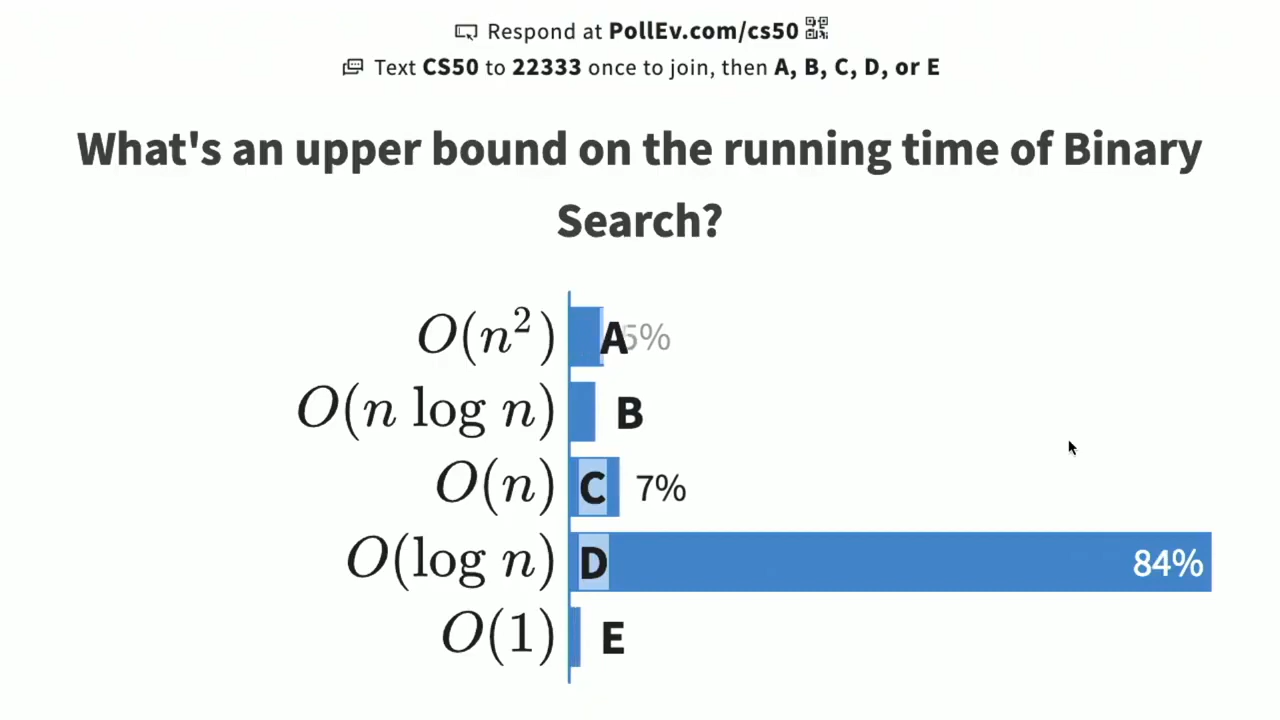 Respond at PollEv.com/cs50
Text CS50 to 22333 once to join, then A, B, C, D, or E
What's an upper bound on the running time of Binary
Search?
O(n²) A 5%
O(n log n) B
O(n) C 7%
O(log n) D 84%
O(1) E